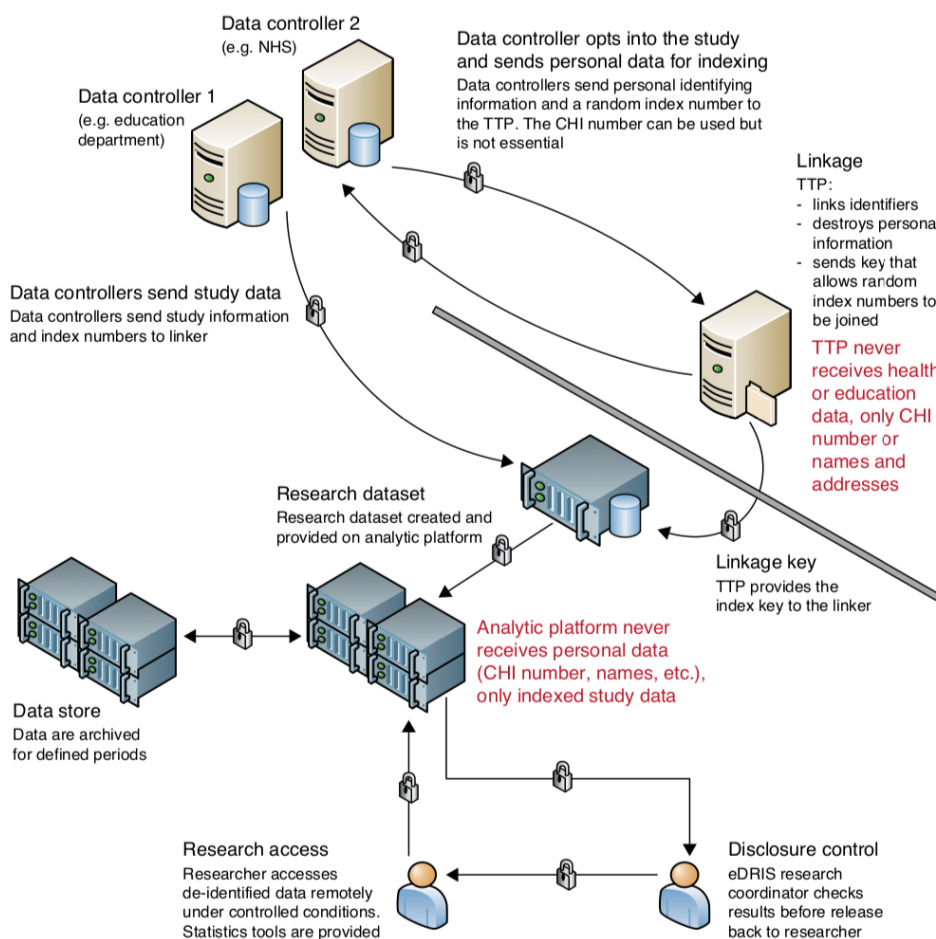 Data controller 2
(e.g. NHS)
Data controller 1
(e.g. education
department)
Data controller opts into the study
and sends personal data for indexing
Data controllers send personal identifying
information and a random index number to
the TTP. The CHI number can be used but
is not essential
Linkage
TTP:
- links identifiers
- destroys persona
information
- sends key that
allows random
index numbers to
be joined
TTP never
receives health
or education
data, only CHI
number or
names and
addresses
Data controllers send study data
Data controllers send study information
and index numbers to linker
Research dataset
Research dataset created and
provided on analytic platform
Linkage key
TTP provides the
index key to the linker
Analytic platform never
receives personal data
(CHI number, names, etc.),
only indexed study data
Data store
Data are archived
for defined periods
Research access
Researcher accesses
de-identified data remotely
under controlled conditions.
Statistics tools are provided
Disclosure control
eDRIS research
coordinator checks
results before release
back to researcher